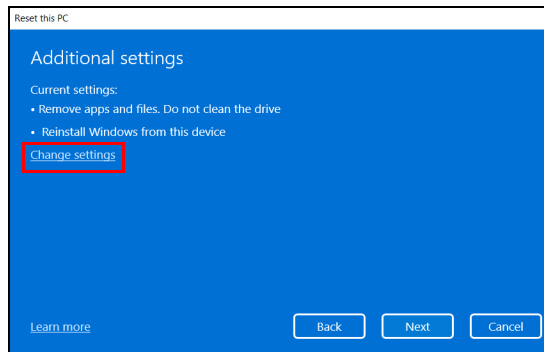 Reset this PC
Additional settings
Current settings:
• Remove apps and files. Do not clean the drive
• Reinstall Windows from this device
Change settings
Learn more
Back
Next
Cancel